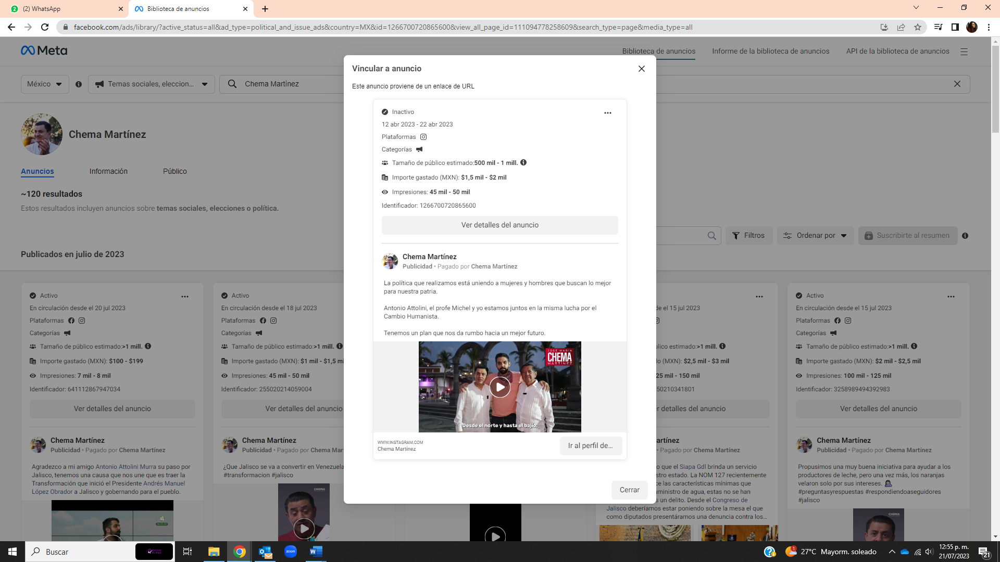 (2) WhatsApp
Biblioteca de anuncios
facebook.com/ads/library/?active_status=all&ad_type=political_and_issue_ads&country=MX&id=1266700720865600&view_all_page_id=111094778258609&search_type=page&media_type=all
Meta
Biblioteca de anuncios
Informe de la biblioteca de anuncios
API de la biblioteca de anuncios
México
Temas sociales, eleccion...
Chema Martínez
Chema Martínez
Anuncios
Información
Público
~120 resultados
Estos resultados incluyen anuncios sobre temas sociales, elecciones o política.
Filtros
Ordenar por
Suscribirte al resumen
Publicados en julio de 2023
Vincular a anuncio
Este anuncio proviene de un enlace de URL
Inactivo
12 abr 2023 - 22 abr 2023
Plataformas
Categorías
Tamaño de público estimado:500 mil - 1 mill.
Importe gastado (MXN): $1,5 mil - $2 mil
Impresiones: 45 mil - 50 mil
Identificador: 1266700720865600
Ver detalles del anuncio
Chema Martínez
Publicidad • Pagado por Chema Martínez
La política que realizamos está uniendo a mujeres y hombres que buscan lo mejor
para nuestra patria.
Antonio Attolini, el profe Michel y yo estamos juntos en la misma lucha por el
Cambio Humanista.
Tenemos un plan que nos da rumbo hacia un mejor futuro.
JOSÉ MARÍA
CHEMA
MARTÍNEZ
Desde el norte y hasta el bajío,
WWW.INSTAGRAM.COM
Chema Martínez
Ir al perfil de...
Cerrar
Activo
En circulación desde el 20 jul 2023
Plataformas
Categorías
Tamaño de público estimado:>1 mill.
Importe gastado (MXN): $100 - $199
Impresiones: 7 mil - 8 mil
Identificador: 641112867947034
Ver detalles del anuncio
Chema Martínez
Publicidad • Pagado por Chema Martínez
Agradezco a mi amigo Antonio Attolini Murra su paso por
Jalisco, tenemos una causa que nos une que es traer la
Transformación que inició el Presidente Andrés Manuel
López Obrador a Jalisco y gobernando para el pueblo.
Activo
En circulación desde el 18 jul 2023
Plataformas
Categorías
Tamaño de público estimado:>1 mill.
Importe gastado (MXN): $1 mil - $1,5 mi
Impresiones: 45 mil - 50 mil
Identificador: 255020214059004
Ver detalles del anuncio
Chema Martínez
Publicidad • Pagado por Chema Martíne
¿Que Jalisco se va a convertir en Venezuela
#transformacion #jalisco
CHEMA
e el 15 jul 2023
blico estimado:>1 mill.
do (MXN): $2,5 mil - $3 mil
25 mil - 150 mil
50210341801
r detalles del anuncio
artínez
• Pagado por Chema Martínez
o que el Siapa Gdl brinda un servicio
stro estado. La NOM 127 recientemente
ce las características mínimas que
uministro de agua, estas no se han
s un delito. Desde el Congreso de
Jalisco deberíamos estar poniendo sobre la mesa el que
como diputados presentáramos una denuncia contra los...
Activo
En circulación desde el 15 jul 2023
Plataformas
Categorías
Tamaño de público estimado:>1 mill.
Importe gastado (MXN): $2 mil - $2,5 mil
Impresiones: 100 mil - 125 mil
Identificador: 3258989494392983
Ver detalles del anuncio
Chema Martínez
Publicidad • Pagado por Chema Martínez
Propusimos una muy buena iniciativa para ayudar a los
productores de leche, pero una vez más, los naranjas
velaron solo por sus intereses.
#preguntasyrespuestas #respondiendoaseguidores
#jalisco
CHEMA
Buscar
zoom
1
27°C Mayorm. soleado
12:55 p. m.
21/07/2023
21